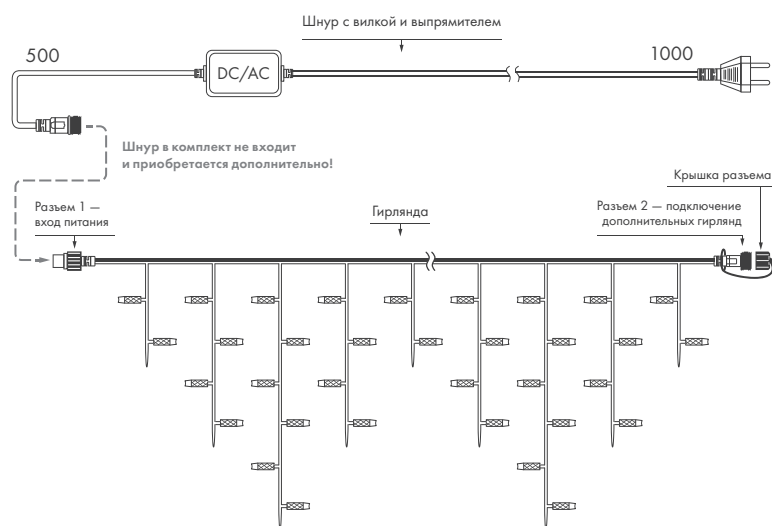 Шнур с вилкой и выпрямителем
500
DC/AC
1000
Шнур в комплект не входит
и приобретается дополнительно!
Крышка разъема
Разъем 1 —
вход питания
Гирлянда
Разъем 2 — подключение
дополнительных гирлянд